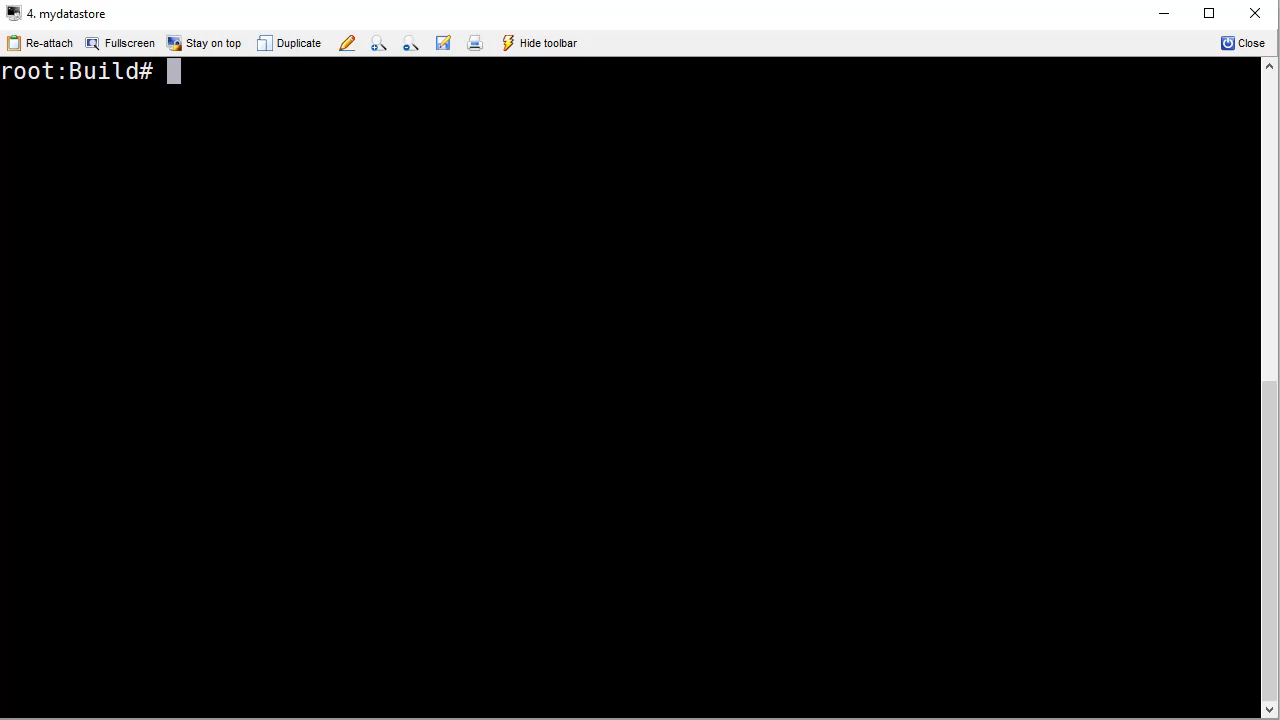 4. mydatastore
Re-attach Fullscreen Stay on top Duplicate Hide toolbar Close
root:Build#